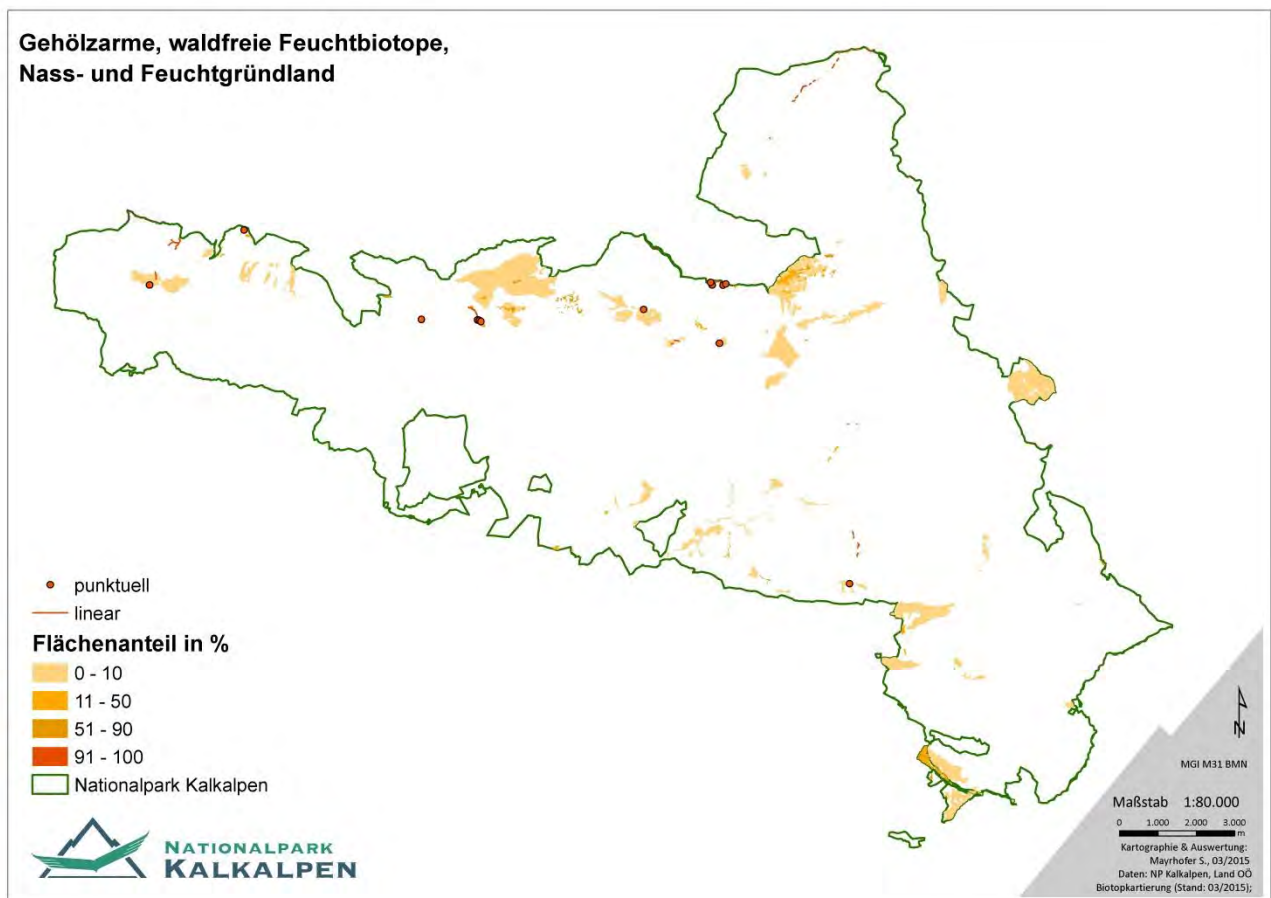 Gehölzarme, waldfreie Feuchtbiotope,
Nass- und Feuchtgründland
punktuell
linear
Flächenanteil in %
0 - 10
11 - 50
51 - 90
91 - 100
Nationalpark Kalkalpen
NATIONALPARK
KALKALPEN
N
MGI M31 BMN
Maßstab 1:80.000
0 1.000 2.000 3.000
m
Kartographie & Auswertung:
Mayrhofer S., 03/2015
Daten: NP Kalkalpen, Land OÖ
Biotopkartierung (Stand: 03/2015);